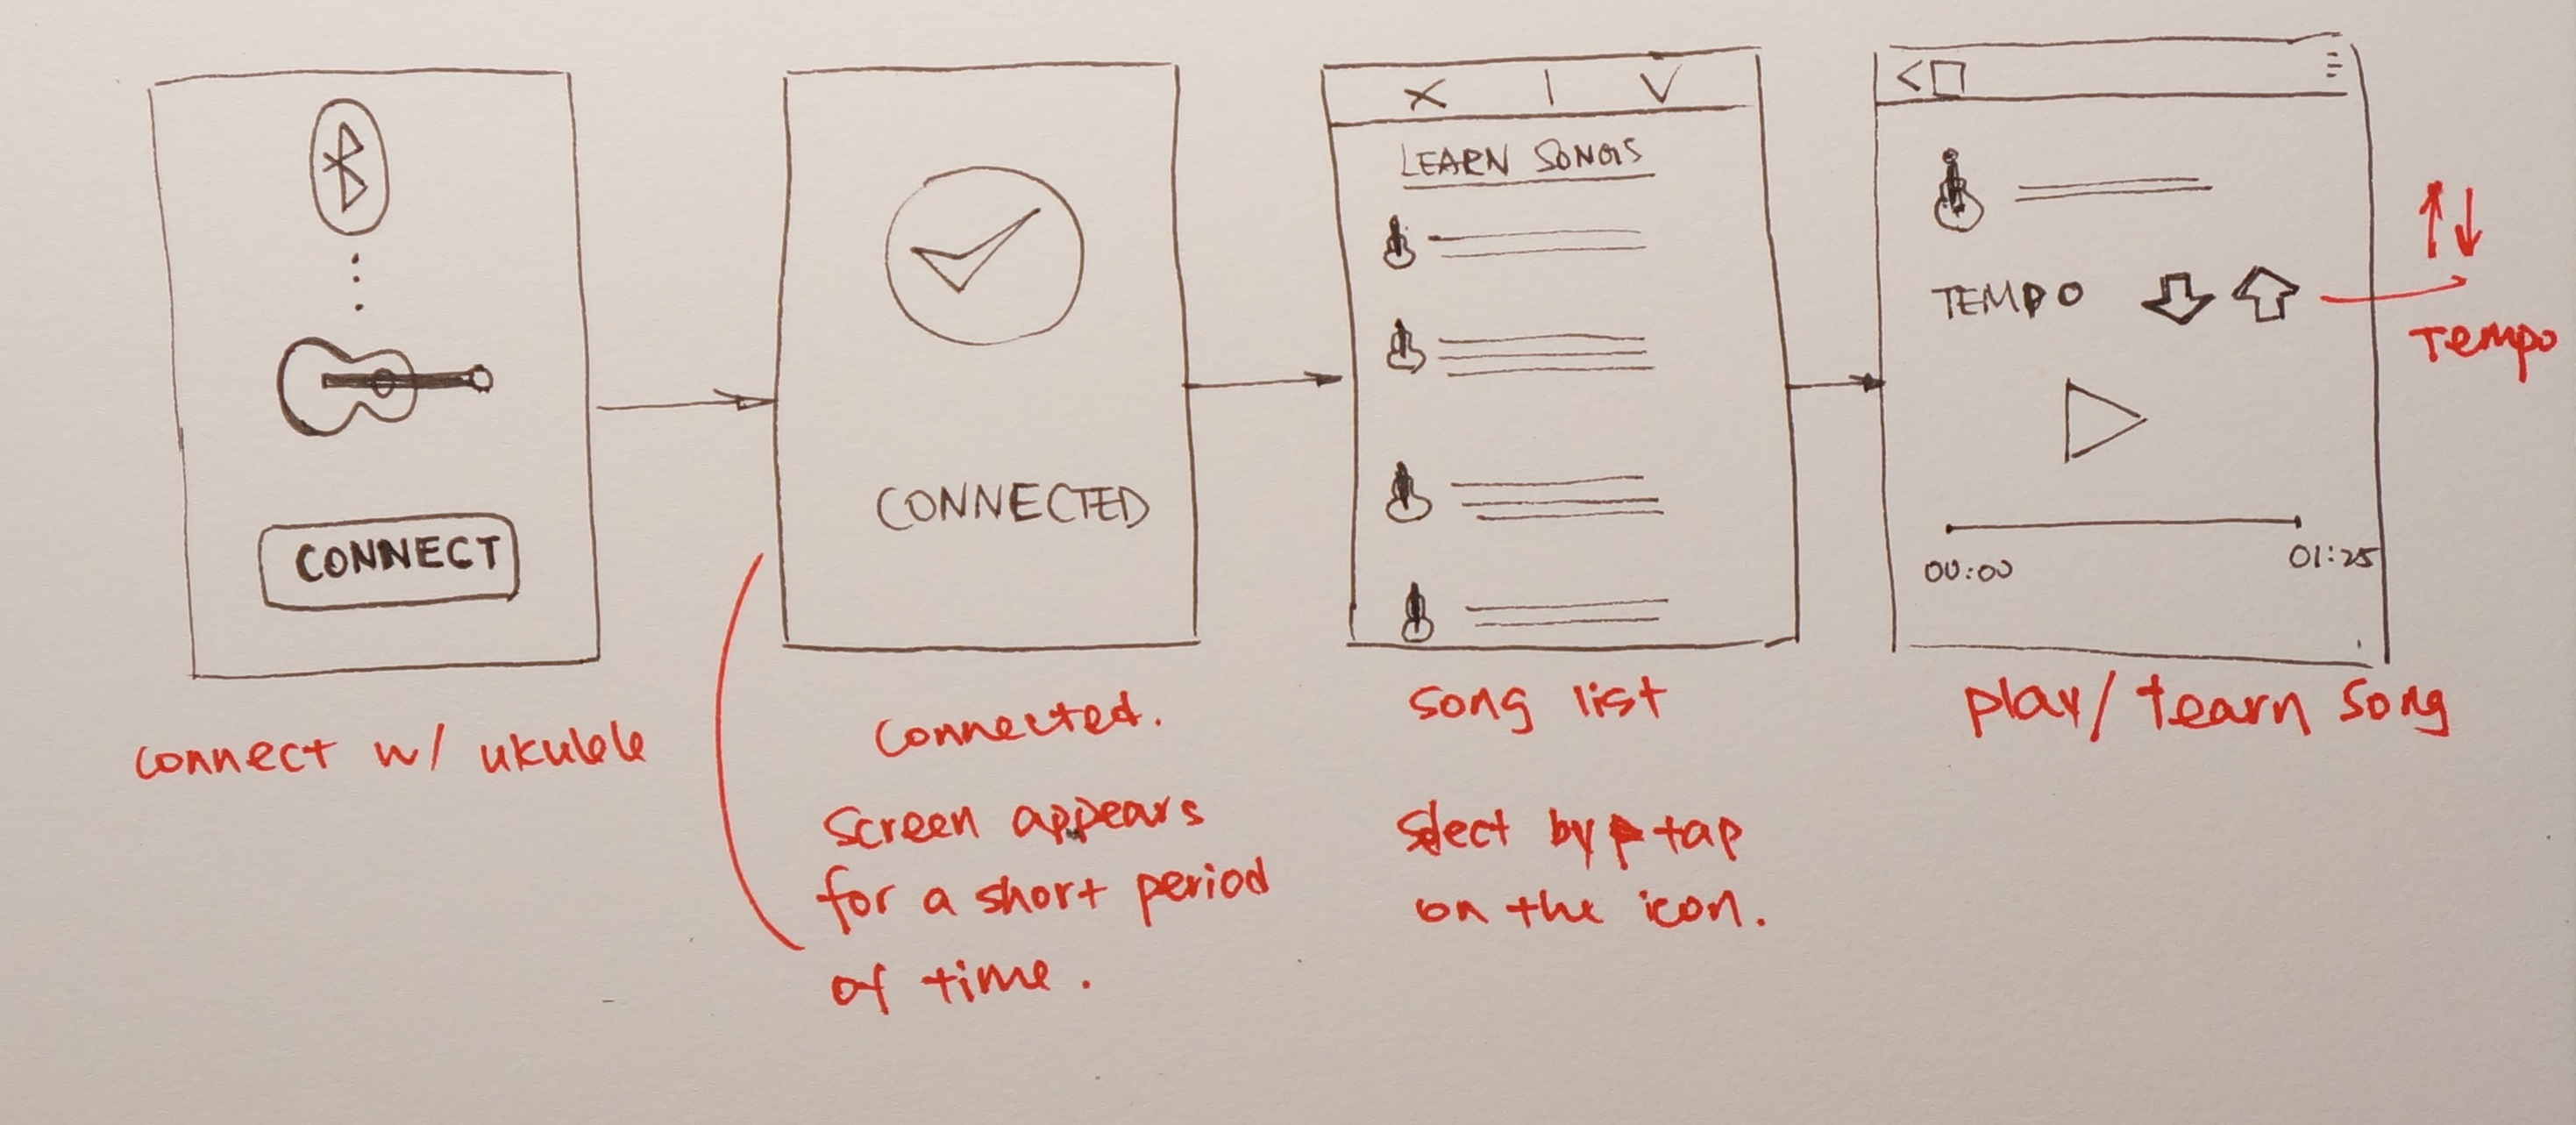 CONNECT
connect w/ ukulele
CONNECTED
Connected.
Screen appears
for a short period
of time.
LEARN SONGS
song list
select by tap
on the icon.
TEMPO
00:00
01:25
play/ learn song
Tempo